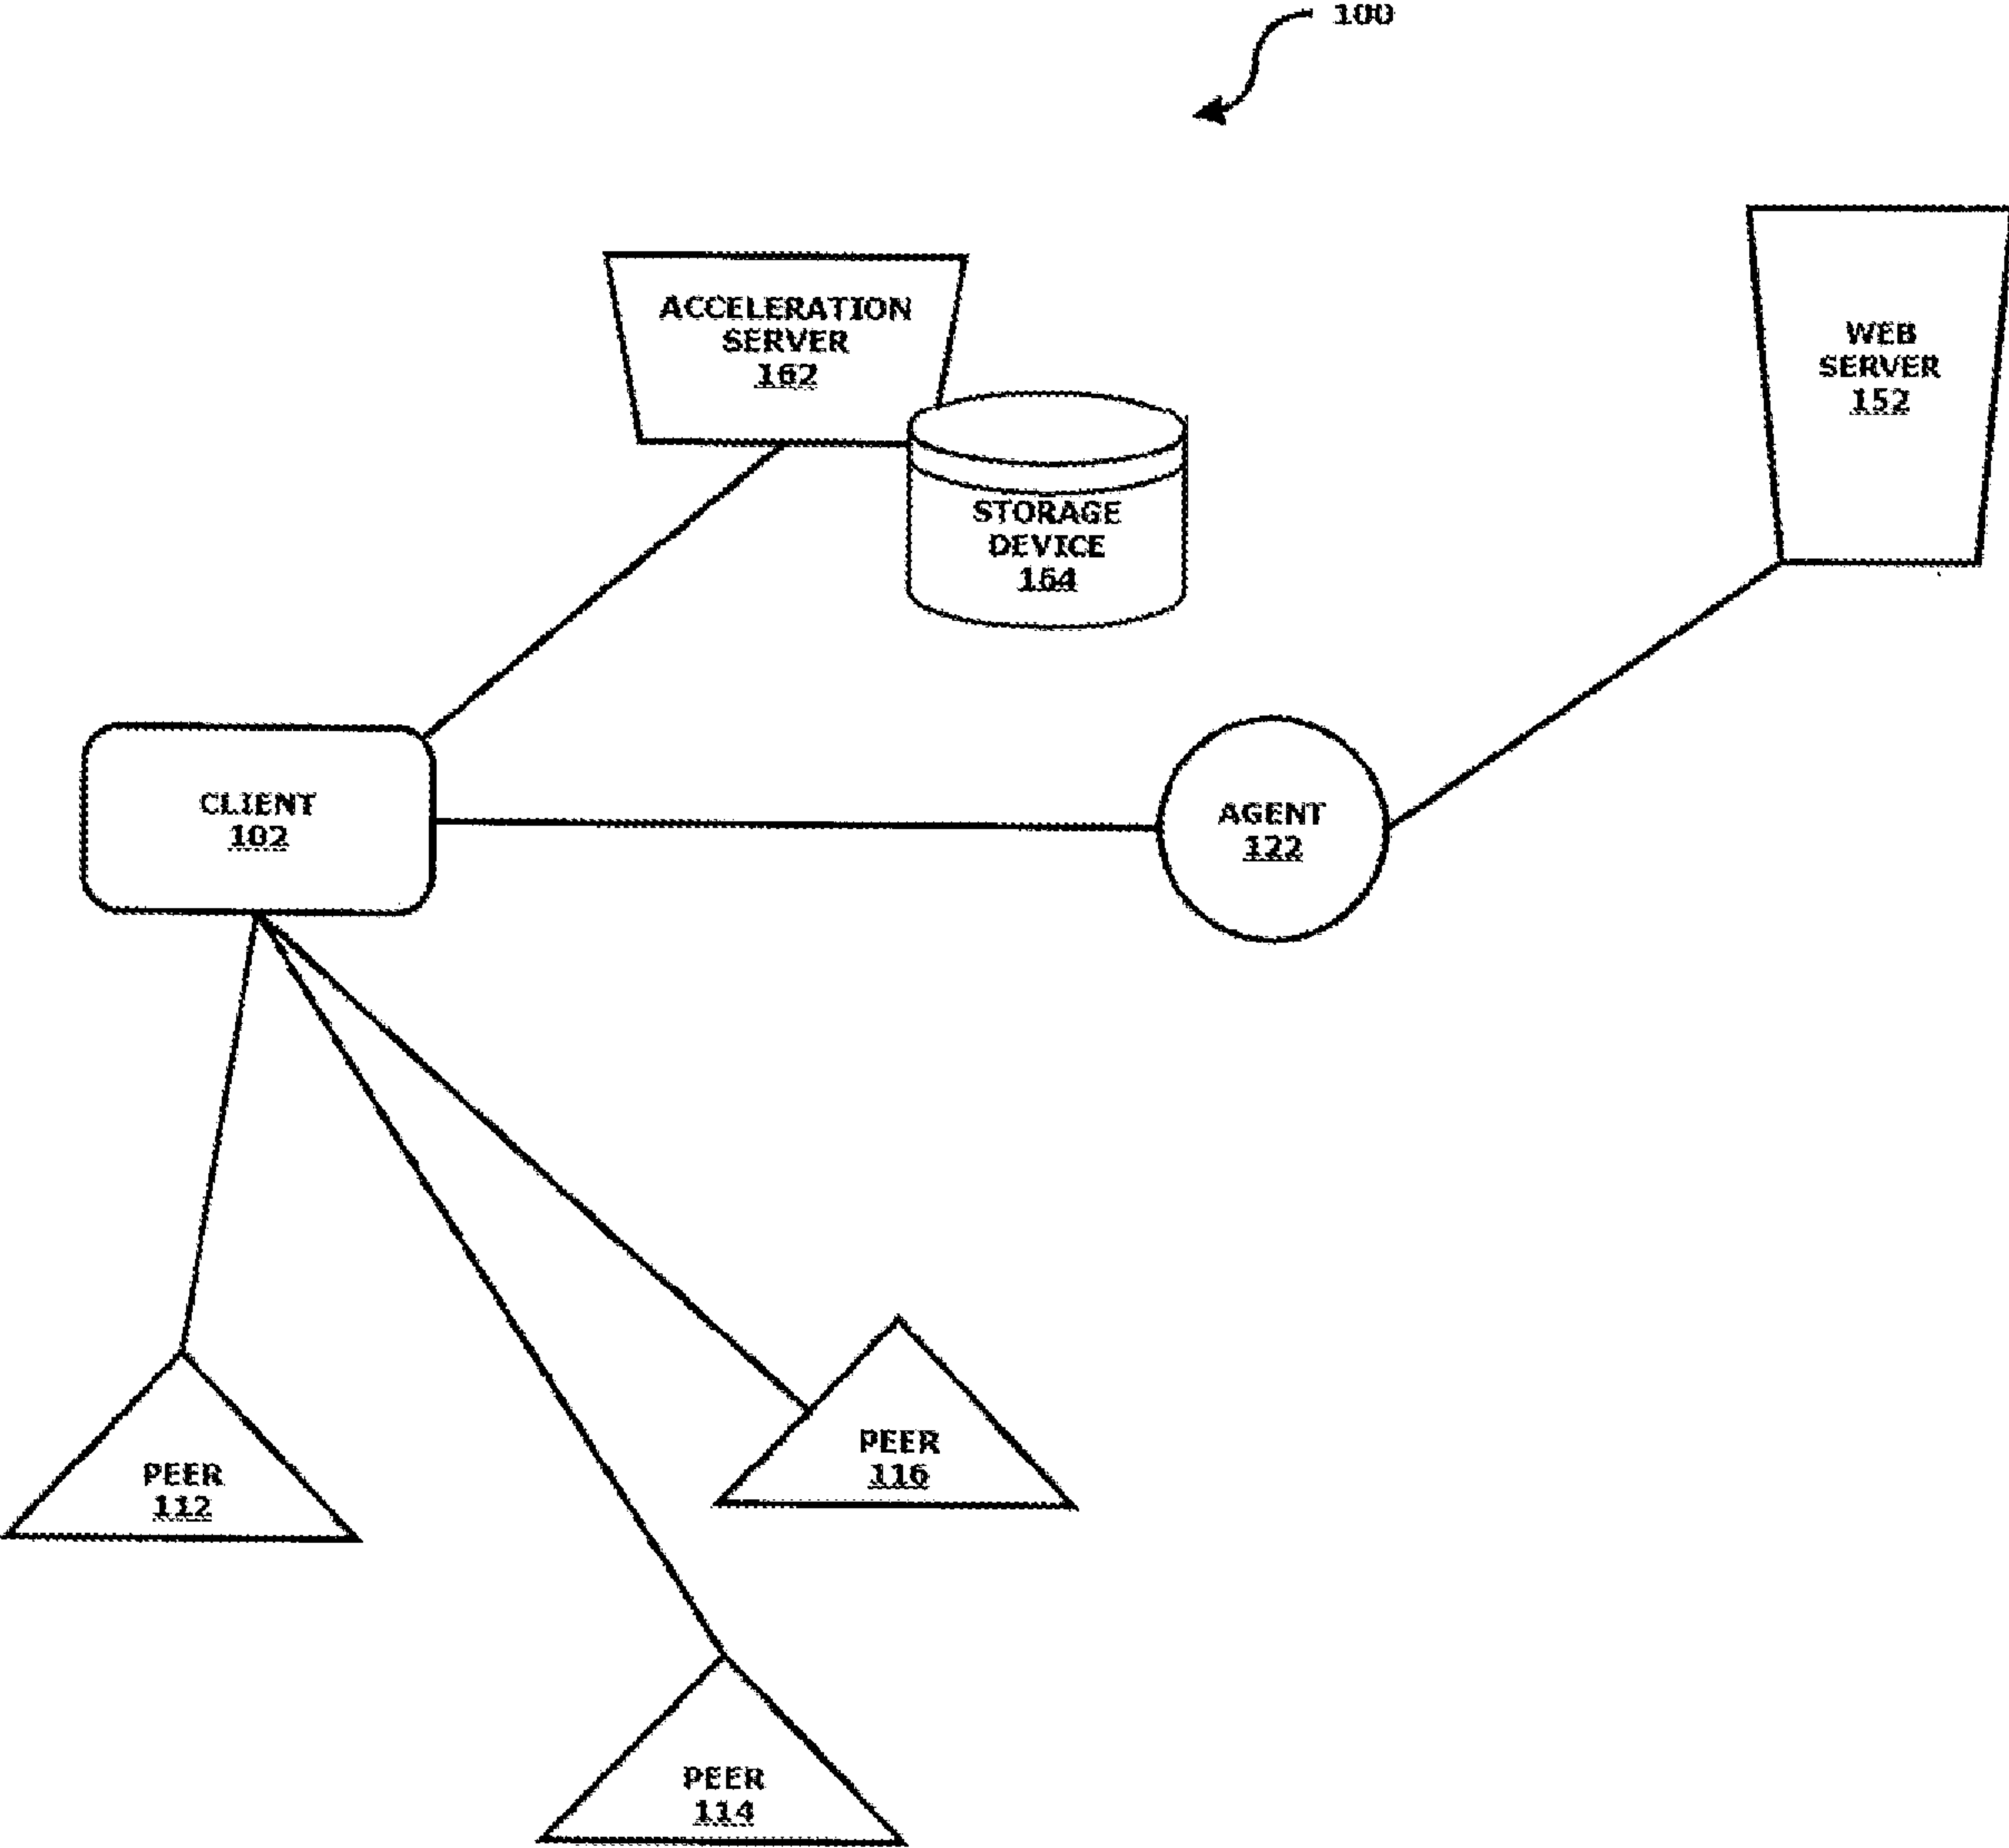 100
ACCELERATION
SERVER
162
STORAGE
DEVICE
164
WEB
SERVER
152
CLIENT
102
AGENT
122
PEER
116
PEER
112
PEER
114